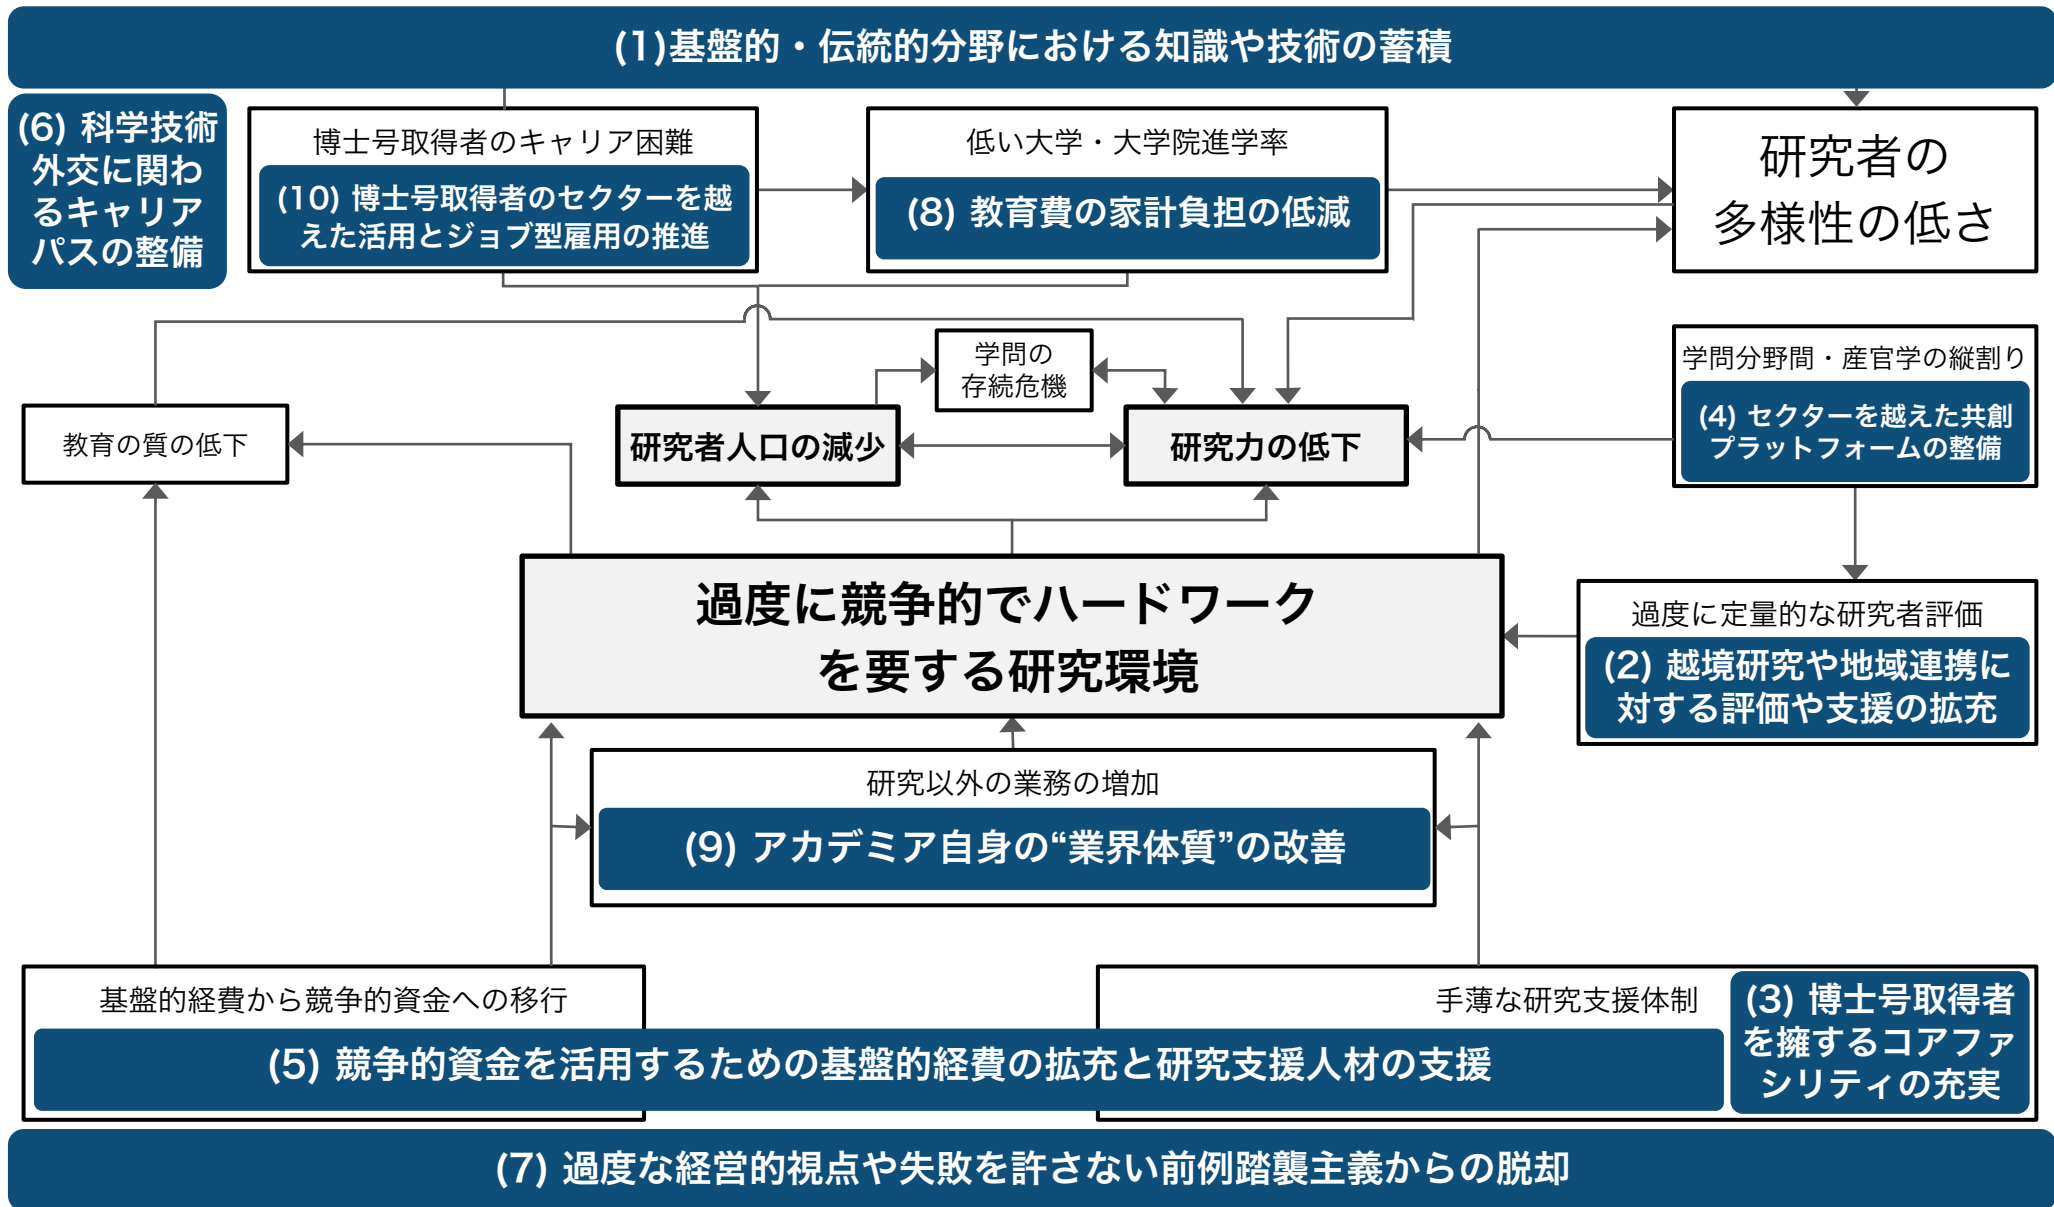 (1)基盤的・伝統的分野における知識や技術の蓄積
(6) 科学技術
外交に関わ
るキャリア
パスの整備
博士号取得者のキャリア困難
(10) 博士号取得者のセクターを越
えた活用とジョブ型雇用の推進
低い大学・大学院進学率
(8) 教育費の家計負担の低減
研究者の
多様性の低さ
学問の
存続危機
学問分野間・産官学の縦割り
(4) セクターを越えた共創
プラットフォームの整備
教育の質の低下
研究者人口の減少
研究力の低下
過度に競争的でハードワーク
を要する研究環境
過度に定量的な研究者評価
(2) 越境研究や地域連携に
対する評価や支援の拡充
研究以外の業務の増加
(9) アカデミア自身の“業界体質”の改善
基盤的経費から競争的資金への移行
手薄な研究支援体制
(3) 博士号取得者
を擁するコアファ
シリティの充実
(5) 競争的資金を活用するための基盤的経費の拡充と研究支援人材の支援
(7) 過度な経営的視点や失敗を許さない前例踏襲主義からの脱却